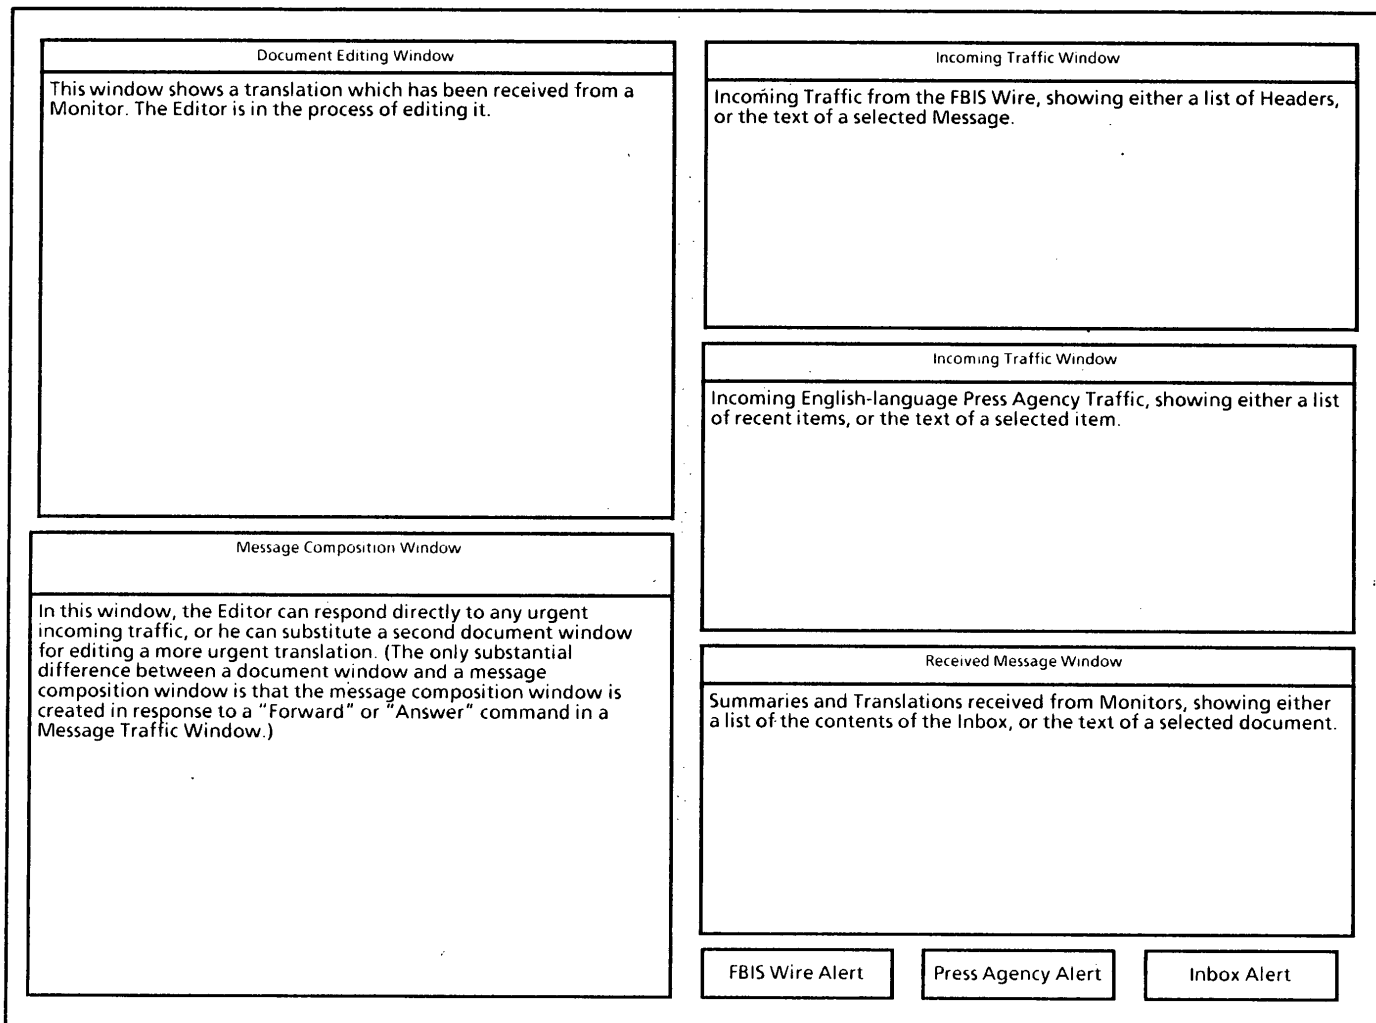 Document Editing Window
This window shows a translation which has been received from a
Monitor. The Editor is in the process of editing it.
Message Composition Window
In this window, the Editor can respond directly to any urgent
incoming traffic, or he can substitute a second document window
for editing a more urgent translation. (The only substantial
difference between a document window and a message
composition window is that the message composition window is
created in response to a "Forward" or "Answer" command in a
Message Traffic Window.)
Incoming Traffic Window
Incoming Traffic from the FBIS Wire, showing either a list of Headers,
or the text of a selected Message.
Incoming Traffic Window
Incoming English-language Press Agency Traffic, showing either a list
of recent items, or the text of a selected item.
Received Message Window
Summaries and Translations received from Monitors, showing either
a list of the contents of the Inbox, or the text of a selected document.
FBIS Wire Alert
Press Agency Alert
Inbox Alert